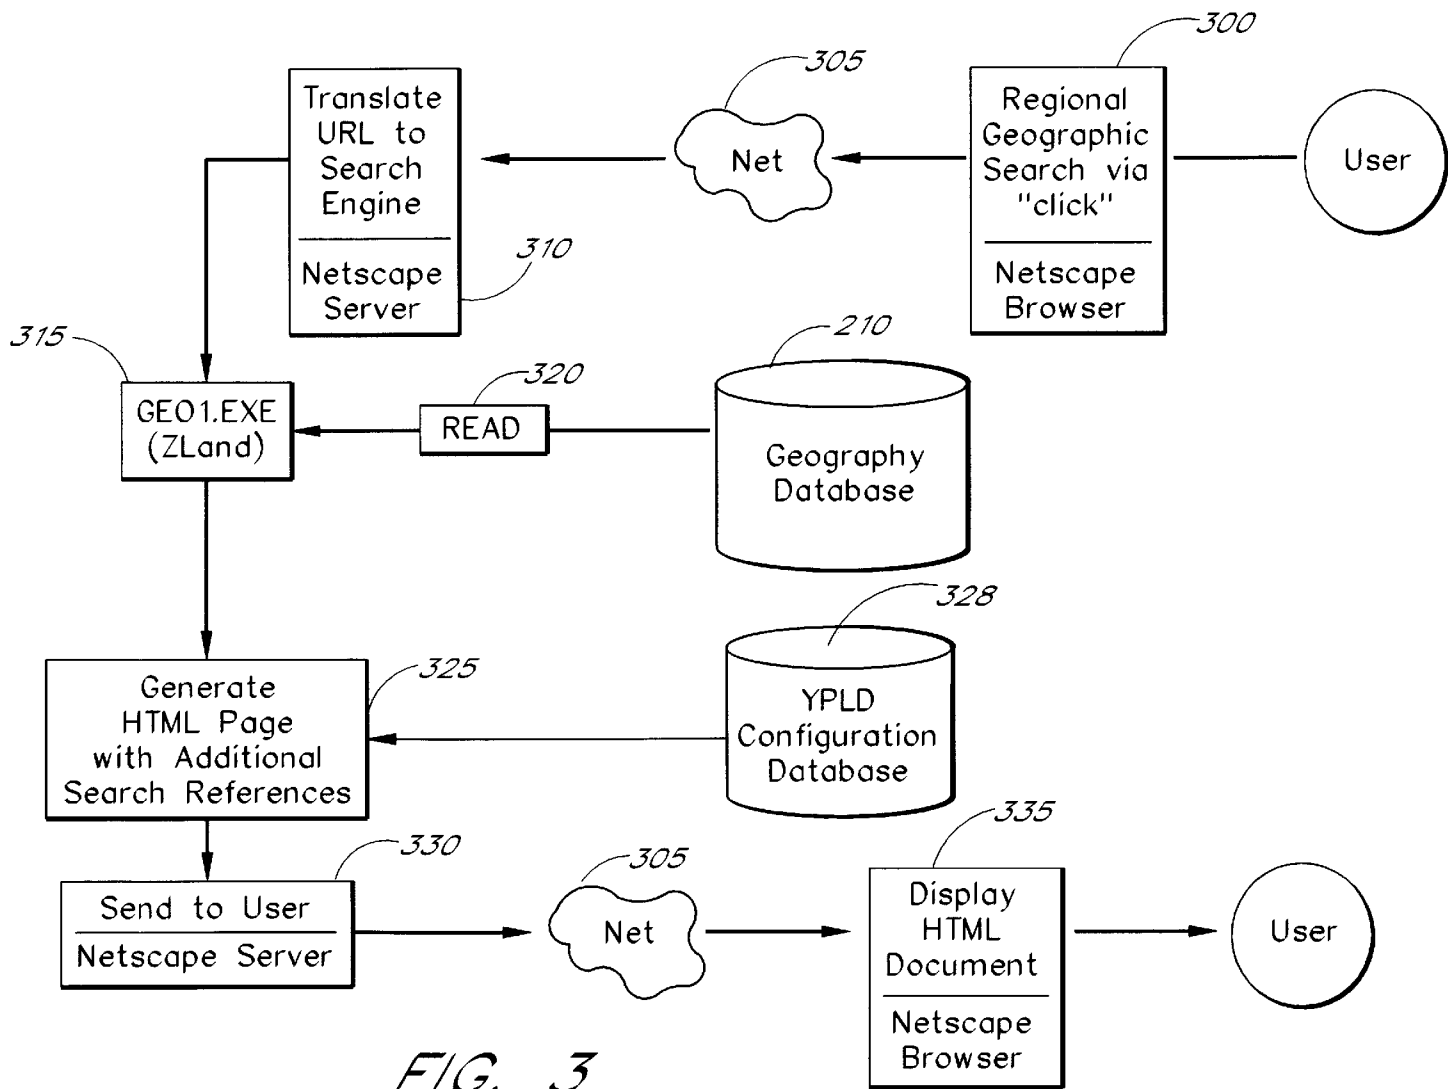 300
305
Translate
URL to
Search
Engine
Netscape
Server
310
Net
Regional
Geographic
Search via
"click"
Netscape
Browser
User
315
GEO1.EXE
(ZLand)
320
READ
210
Geography
Database
328
YPLD
Configuration
Database
325
Generate
HTML Page
with Additional
Search References
330
Send to User
Netscape Server
305
Net
335
Display
HTML
Document
Netscape
Browser
User
FIG. 3